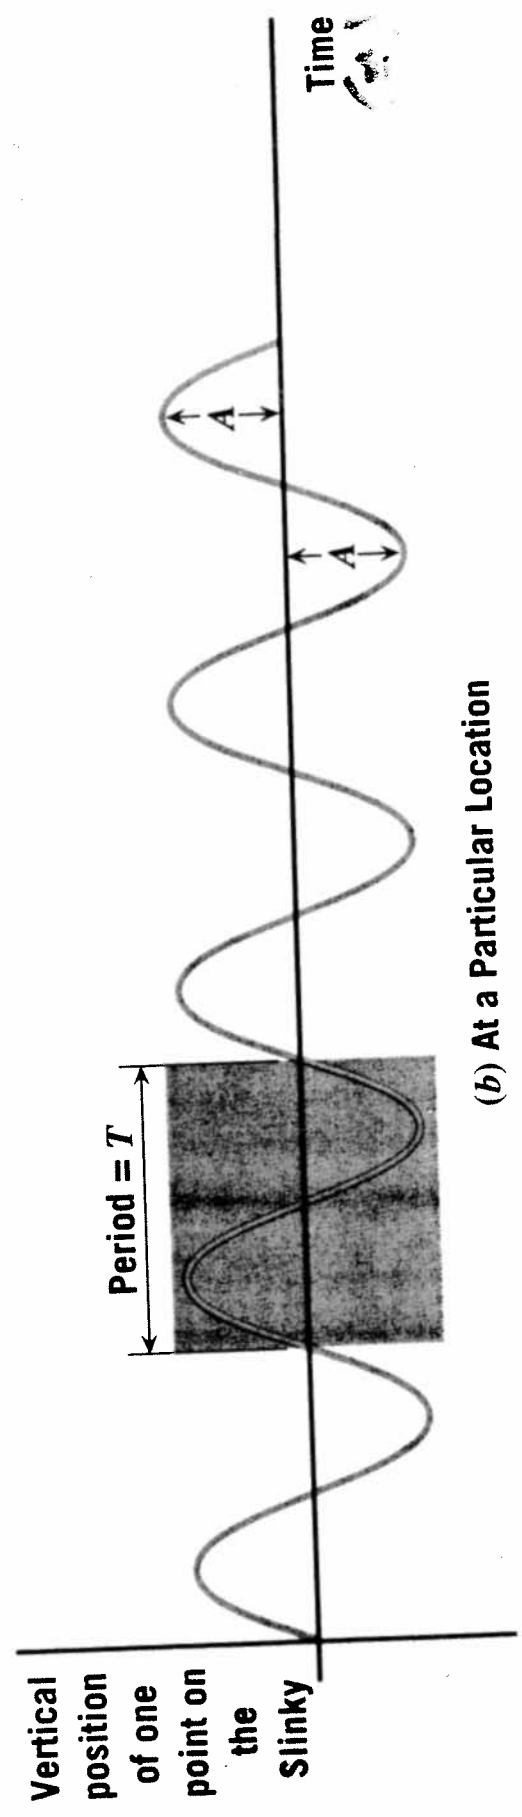 Vertical
position
of one
point on
the
Slinky
Period = T
A
A
Time
(b) At a Particular Location